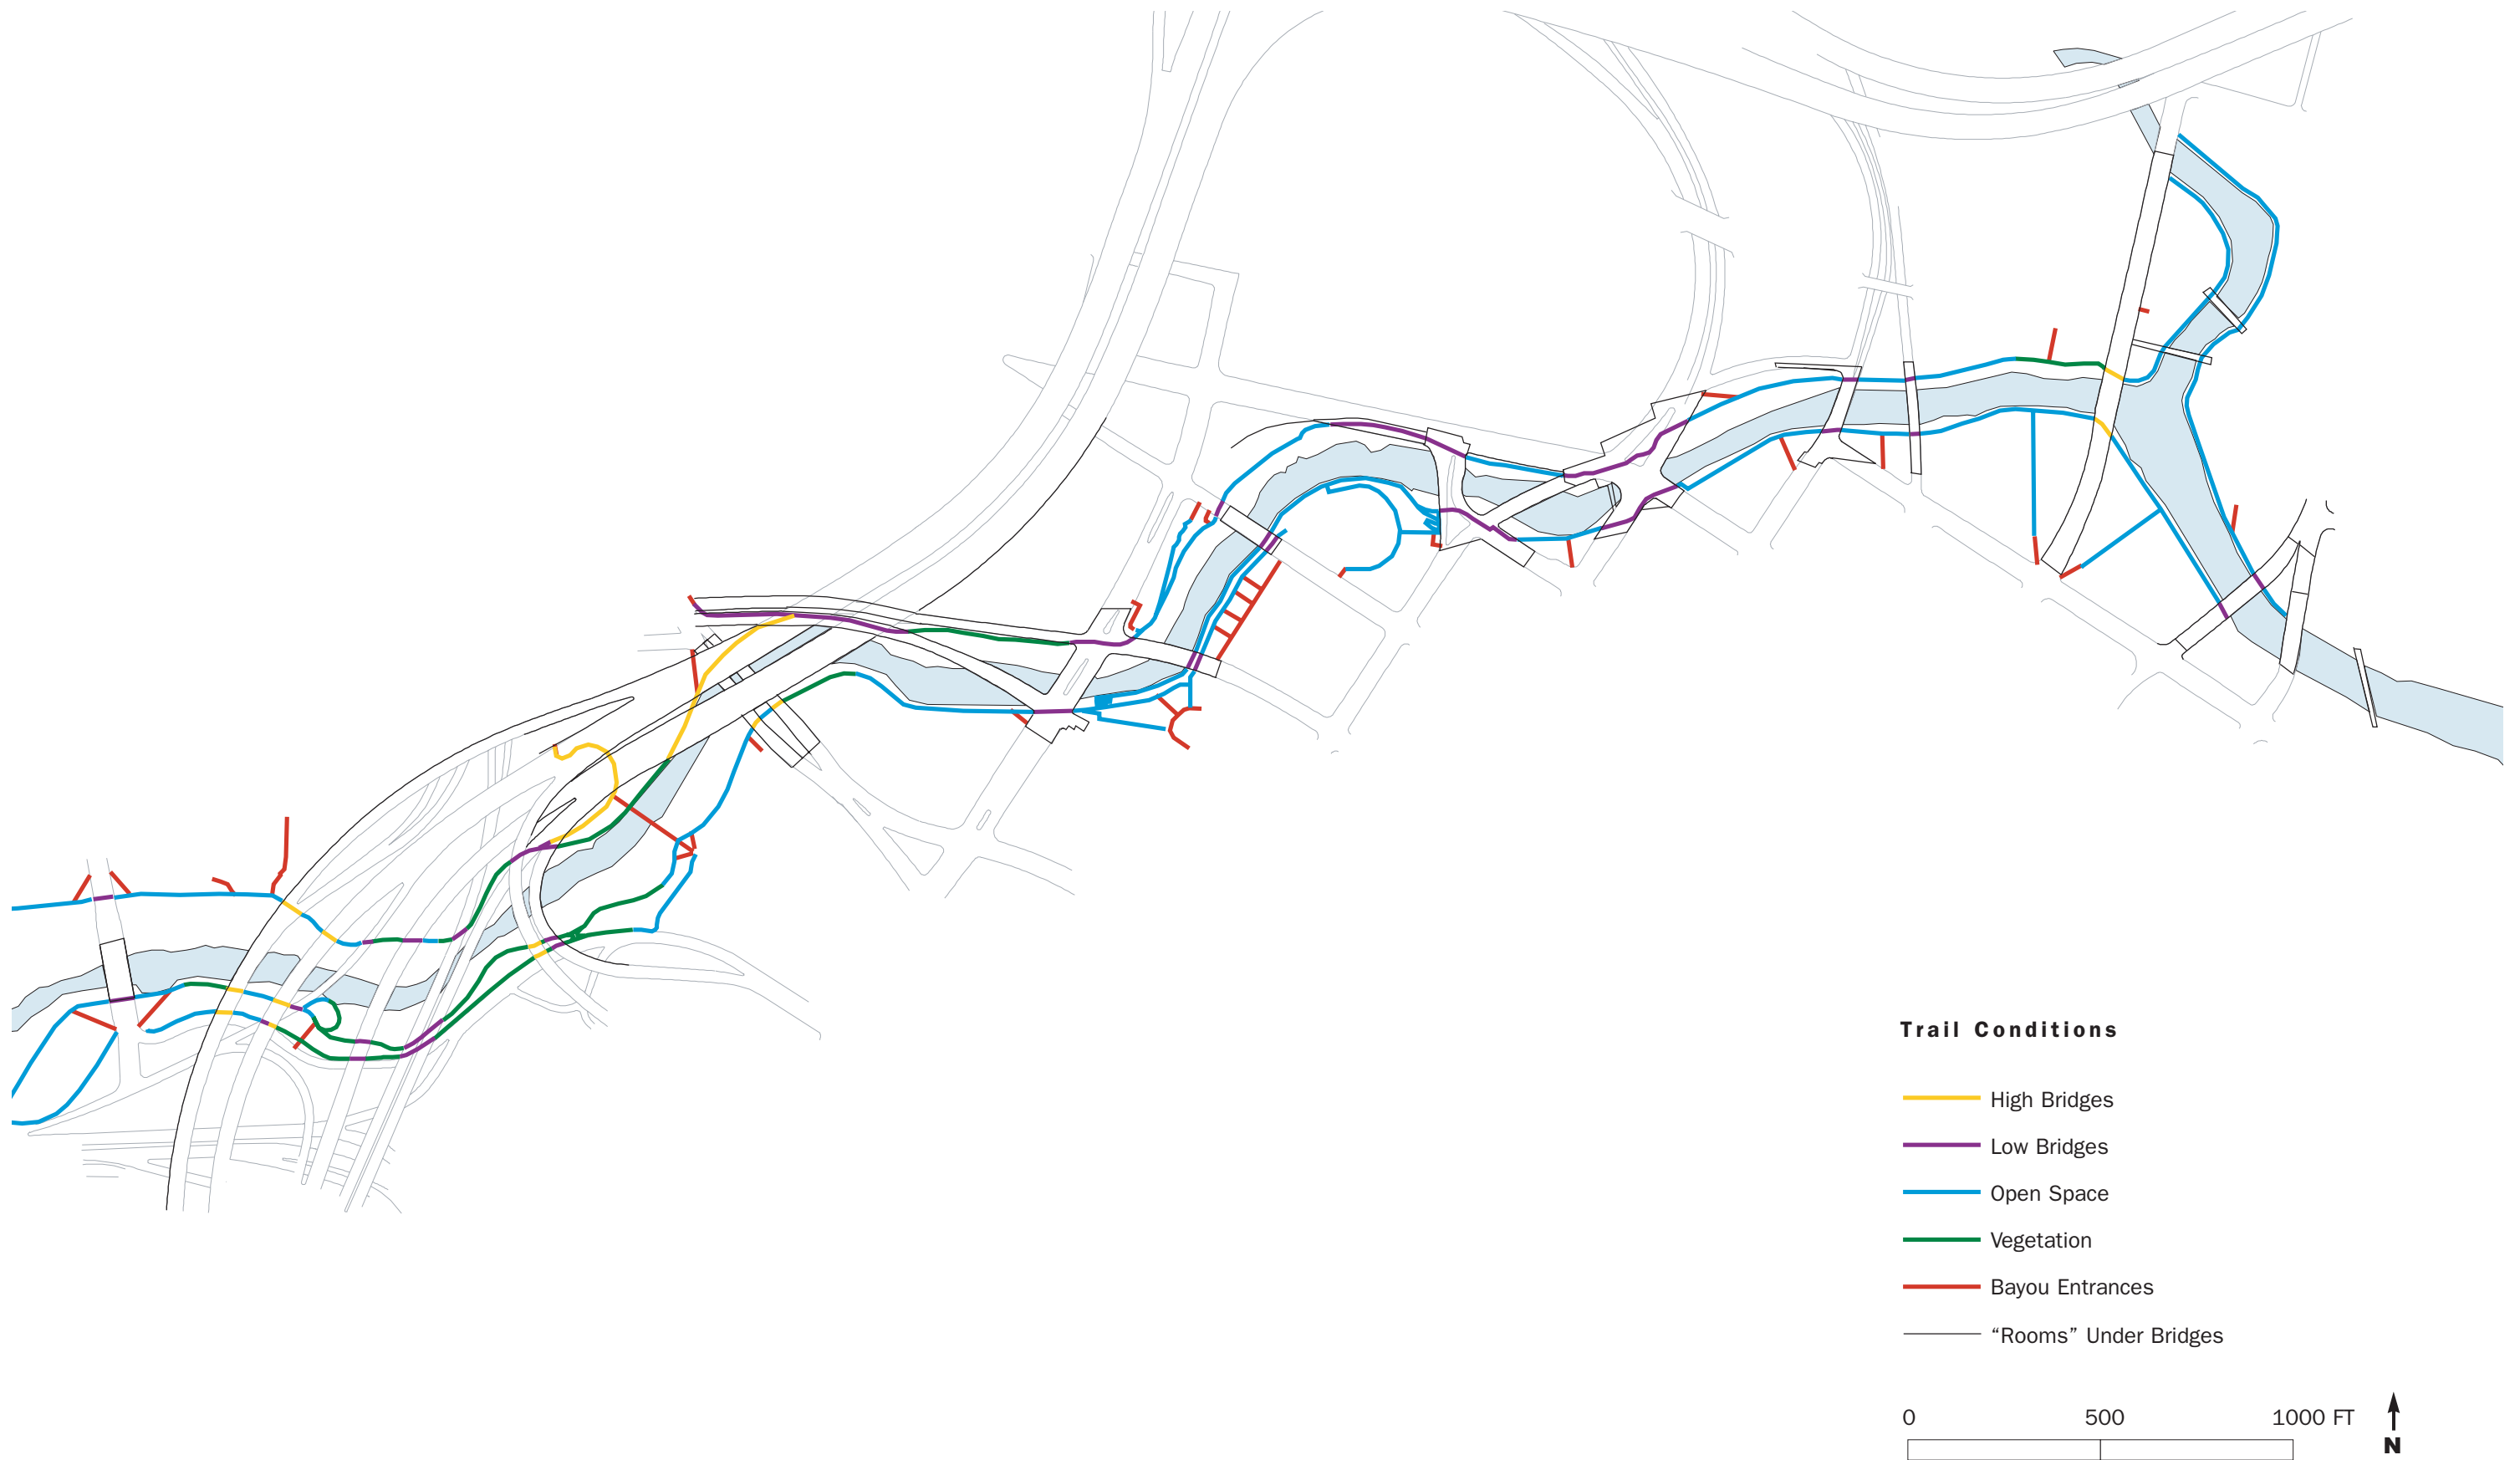 Trail Conditions
High Bridges
Low Bridges
Open Space
Vegetation
Bayou Entrances
“Rooms” Under Bridges
0 500 1000 FT
N